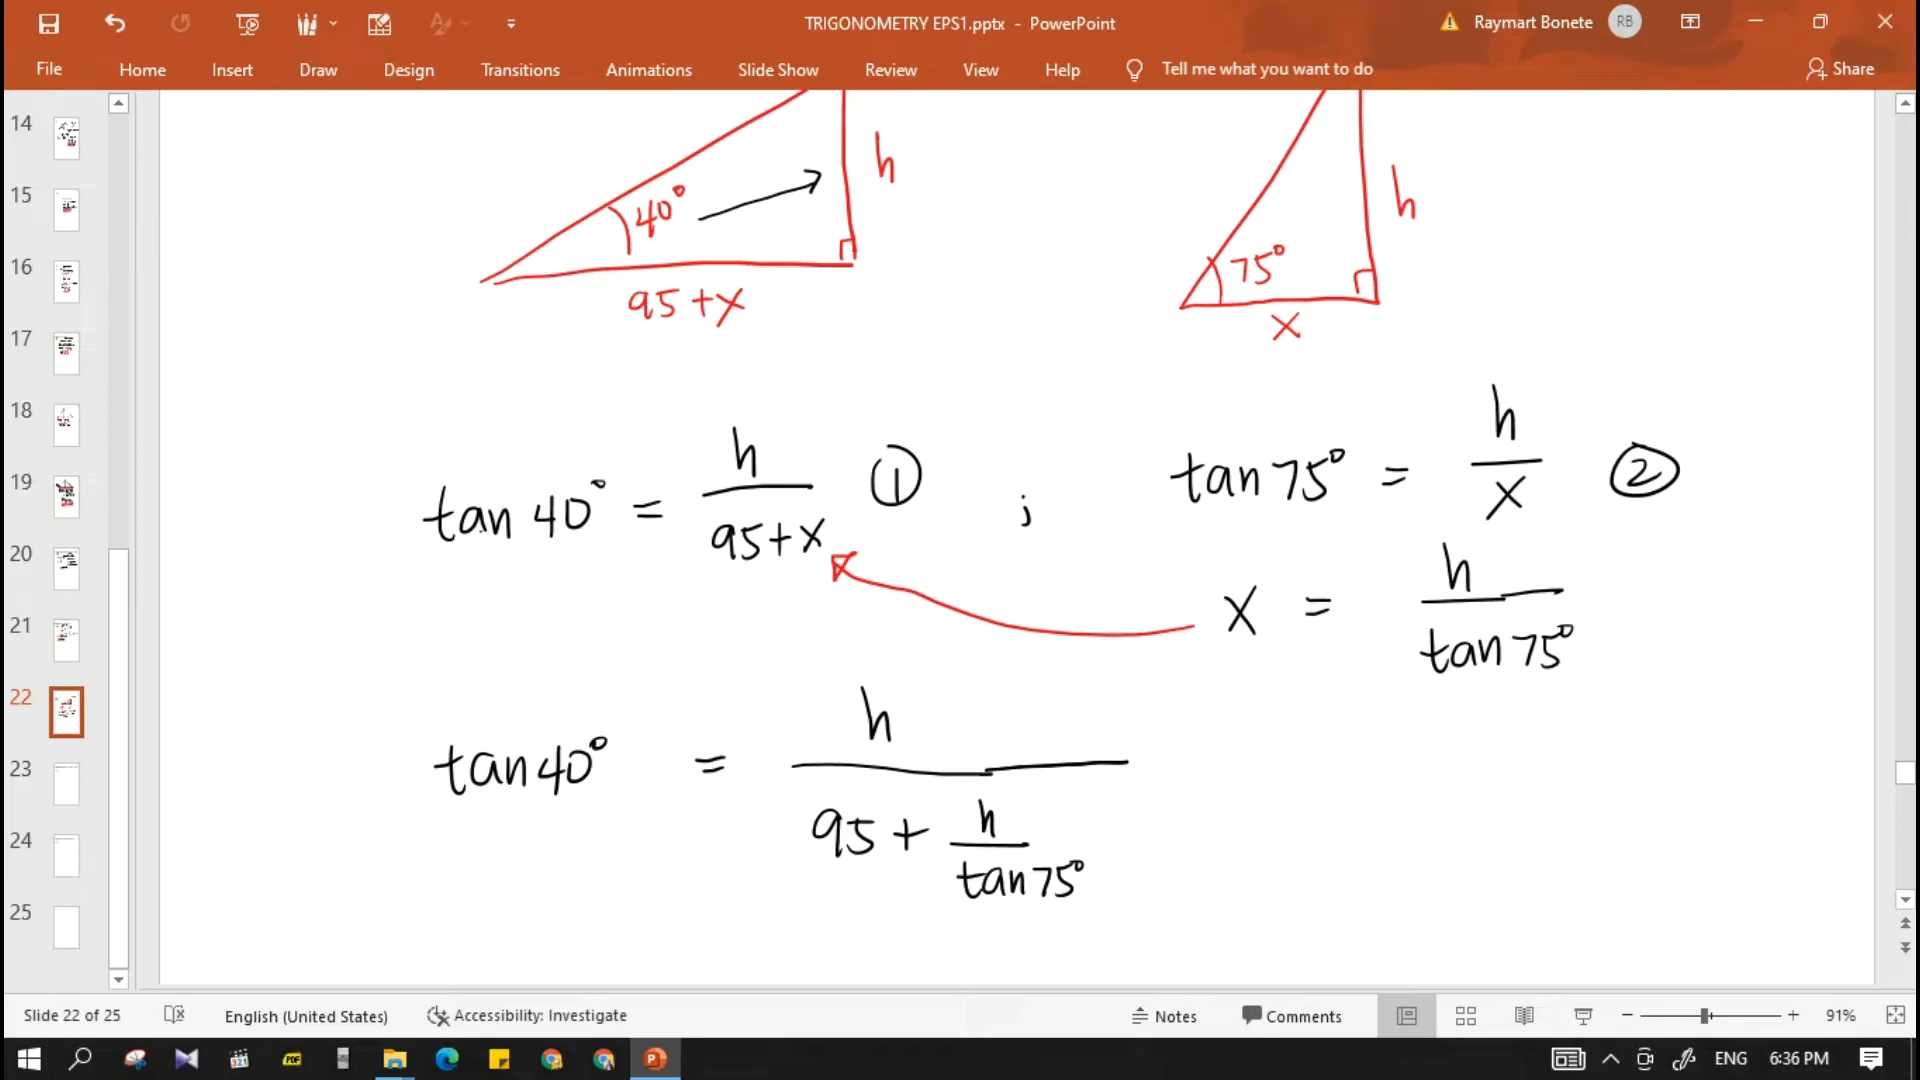 TRIGONOMETRY EPS1.pptx - PowerPoint
Raymart Bonete
RB
File Home Insert Draw Design Transitions Animations Slide Show Review View Help Tell me what you want to do Share
14
15
16
17
18
19
20
21
22
23
24
25
40°
h
95+x
75°
h
x
tan 40° = h/(95+x) ① ; tan 75° = h/x ②
x = h/tan 75°
tan 40° = h/(95 + h/tan 75°)
Slide 22 of 25 English (United States) Accessibility: Investigate Notes Comments 91%
321 PDF ENG 6:36 PM